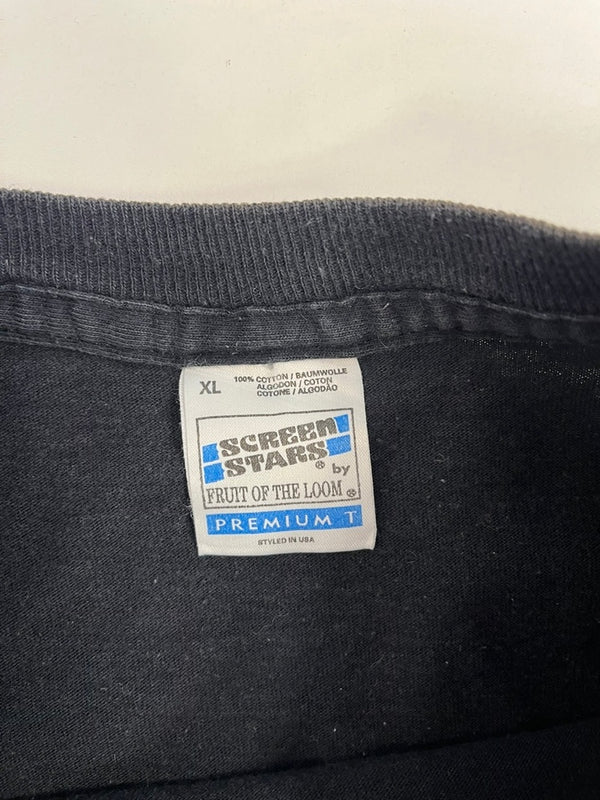 XL
100% COTTON / BAUMWOLLE
ALGODON / COTON
COTONE / ALGODÃO
SCREEN
STARS® by
FRUIT OF THE LOOM®
PREMIUM T
STYLED IN USA